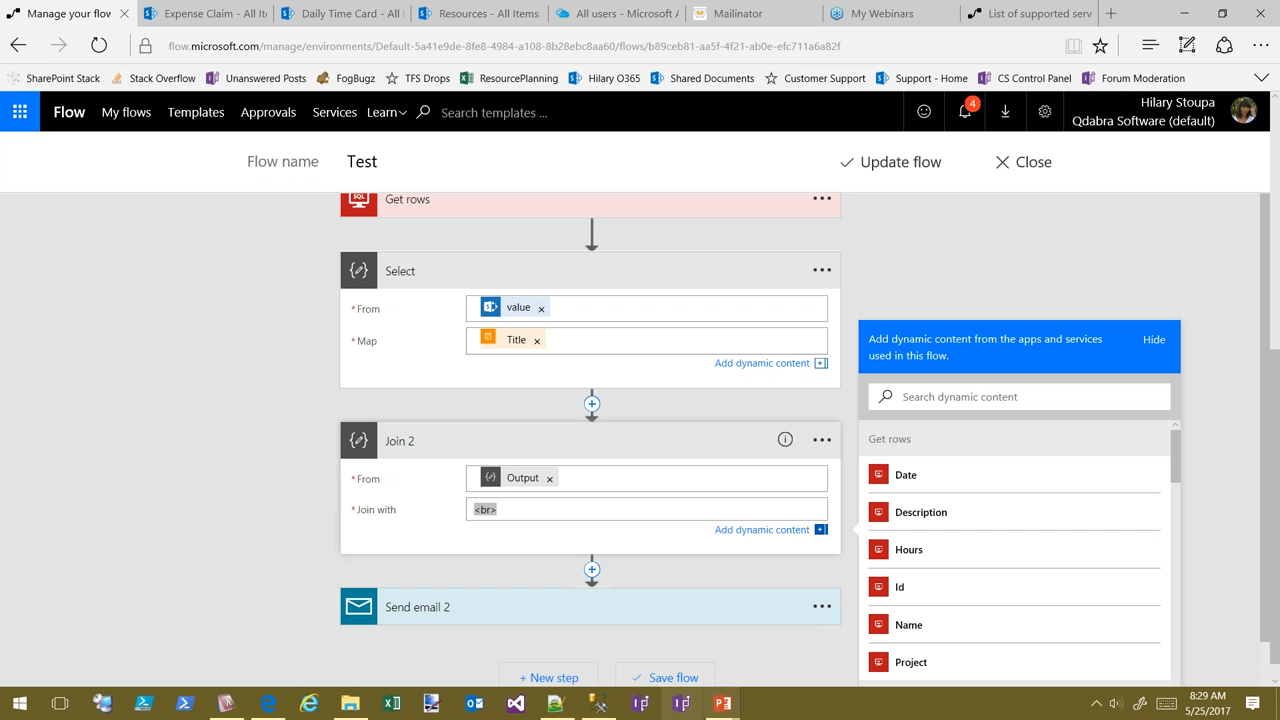 Manage your flow
Expense Claim - All Ite
Daily Time Card - All I
Resources - All Items
All users - Microsoft A
Mailinator
My Webinars
List of supported serv
flow.microsoft.com/manage/environments/Default-5a41e9de-8fe8-4984-a108-8b28ebc8aa60/flows/b89ceb81-aa5f-4f21-ab0e-efc711a6a82f
SharePoint Stack
Stack Overflow
Unanswered Posts
FogBugz
TFS Drops
ResourcePlanning
Hilary O365
Shared Documents
Customer Support
Support - Home
CS Control Panel
Forum Moderation
Flow
My flows
Templates
Approvals
Services
Learn
Search templates ...
4
Hilary Stoupa
Qdabra Software (default)
Flow name
Test
Update flow
Close
SQL
Get rows
Select
* From
value
* Map
Title
Add dynamic content
Join 2
* From
Output
* Join with
<br>
Add dynamic content
Send email 2
+ New step
Save flow
Add dynamic content from the apps and services
used in this flow.
Hide
Search dynamic content
Get rows
Date
Description
Hours
Id
Name
Project
8:29 AM
5/25/2017